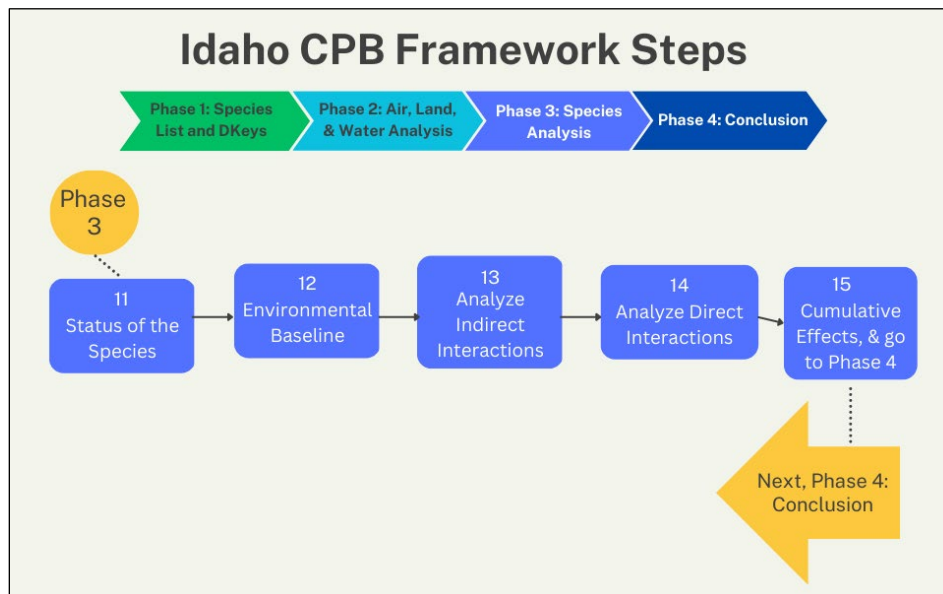 Idaho CPB Framework Steps
Phase 1: Species
List and DKeys
Phase 2: Air, Land,
& Water Analysis
Phase 3: Species
Analysis
Phase 4: Conclusion
Phase
3
11
Status of the
Species
12
Environmental
Baseline
13
Analyze
Indirect
Interactions
14
Analyze Direct
Interactions
15
Cumulative
Effects, & go
to Phase 4
Next, Phase 4:
Conclusion